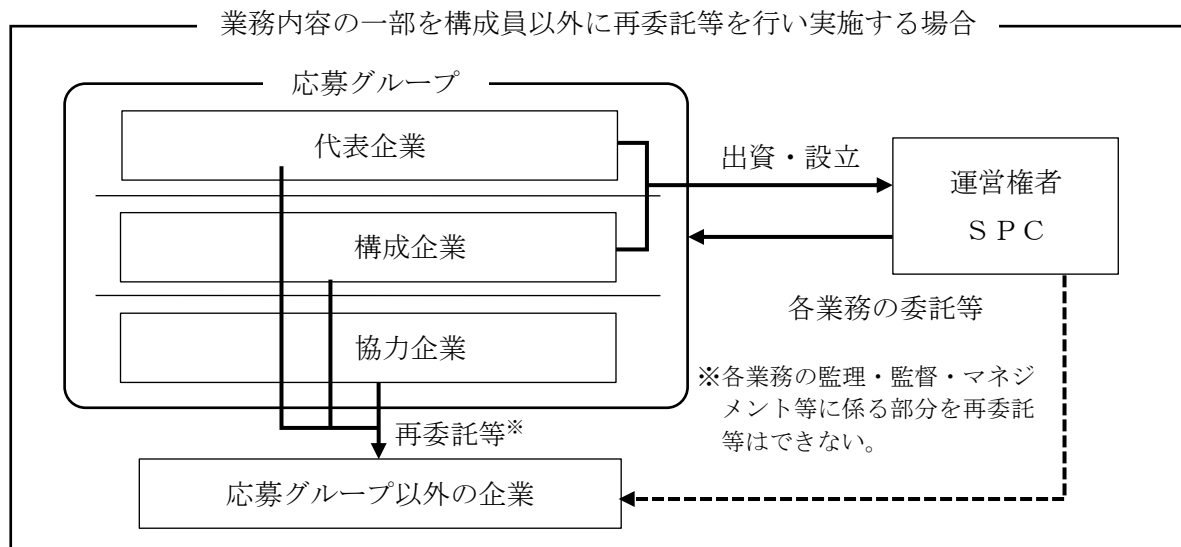 業務内容の一部を構成員以外に再委託等を行い実施する場合
応募グループ
代表企業
出資・設立
運営権者
ＳＰＣ
構成企業
各業務の委託等
協力企業
※各業務の監理・監督・マネジ
メント等に係る部分を再委託
等はできない。
再委託等※
応募グループ以外の企業